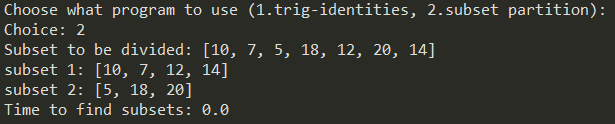 Choose what program to use (1.trig-identities, 2.subset partition):
Choice: 2
Subset to be divided: [10, 7, 5, 18, 12, 20, 14]
subset 1: [10, 7, 12, 14]
subset 2: [5, 18, 20]
Time to find subsets: 0.0